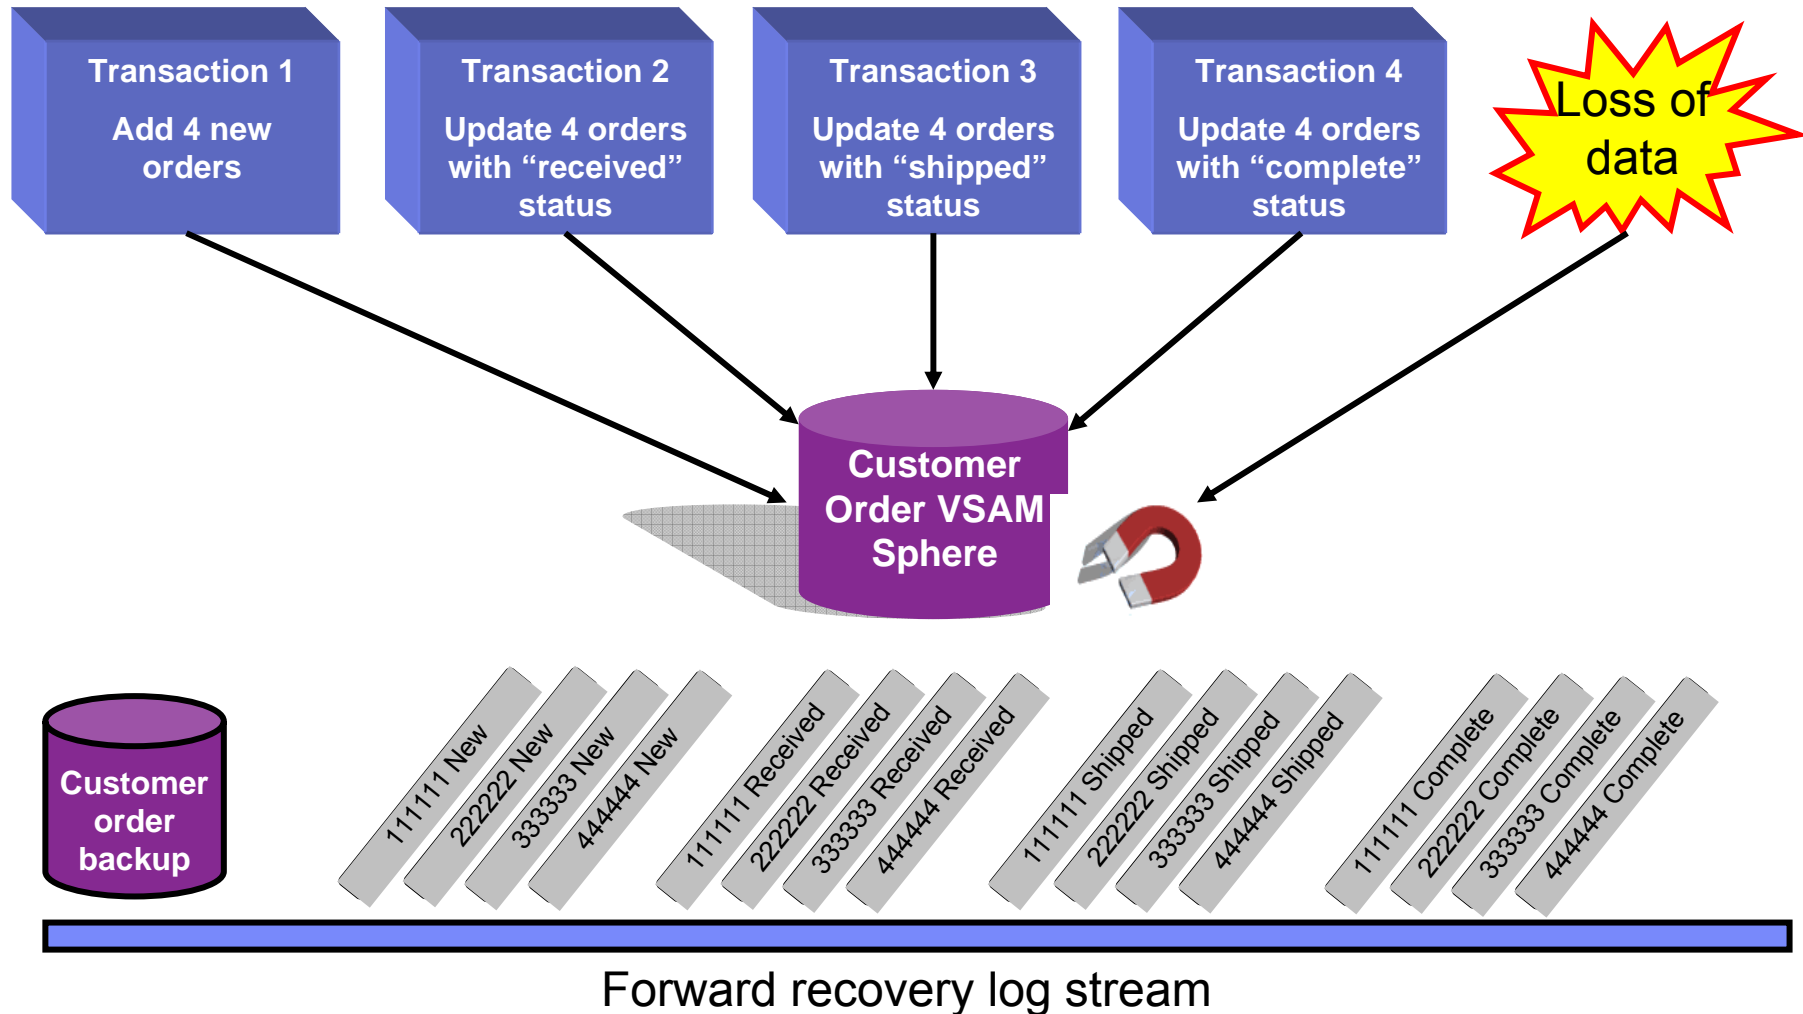 Transaction 1
Add 4 new
orders
Transaction 2
Update 4 orders
with “received”
status
Transaction 3
Update 4 orders
with “shipped”
status
Transaction 4
Update 4 orders
with “complete”
status
Loss of
data
Customer
Order VSAM
Sphere
Customer
order
backup
111111 New
222222 New
333333 New
444444 New
111111 Received
222222 Received
333333 Received
444444 Received
111111 Shipped
222222 Shipped
333333 Shipped
444444 Shipped
111111 Complete
22222 Complete
33333 Complete
44444 Complete
Forward recovery log stream